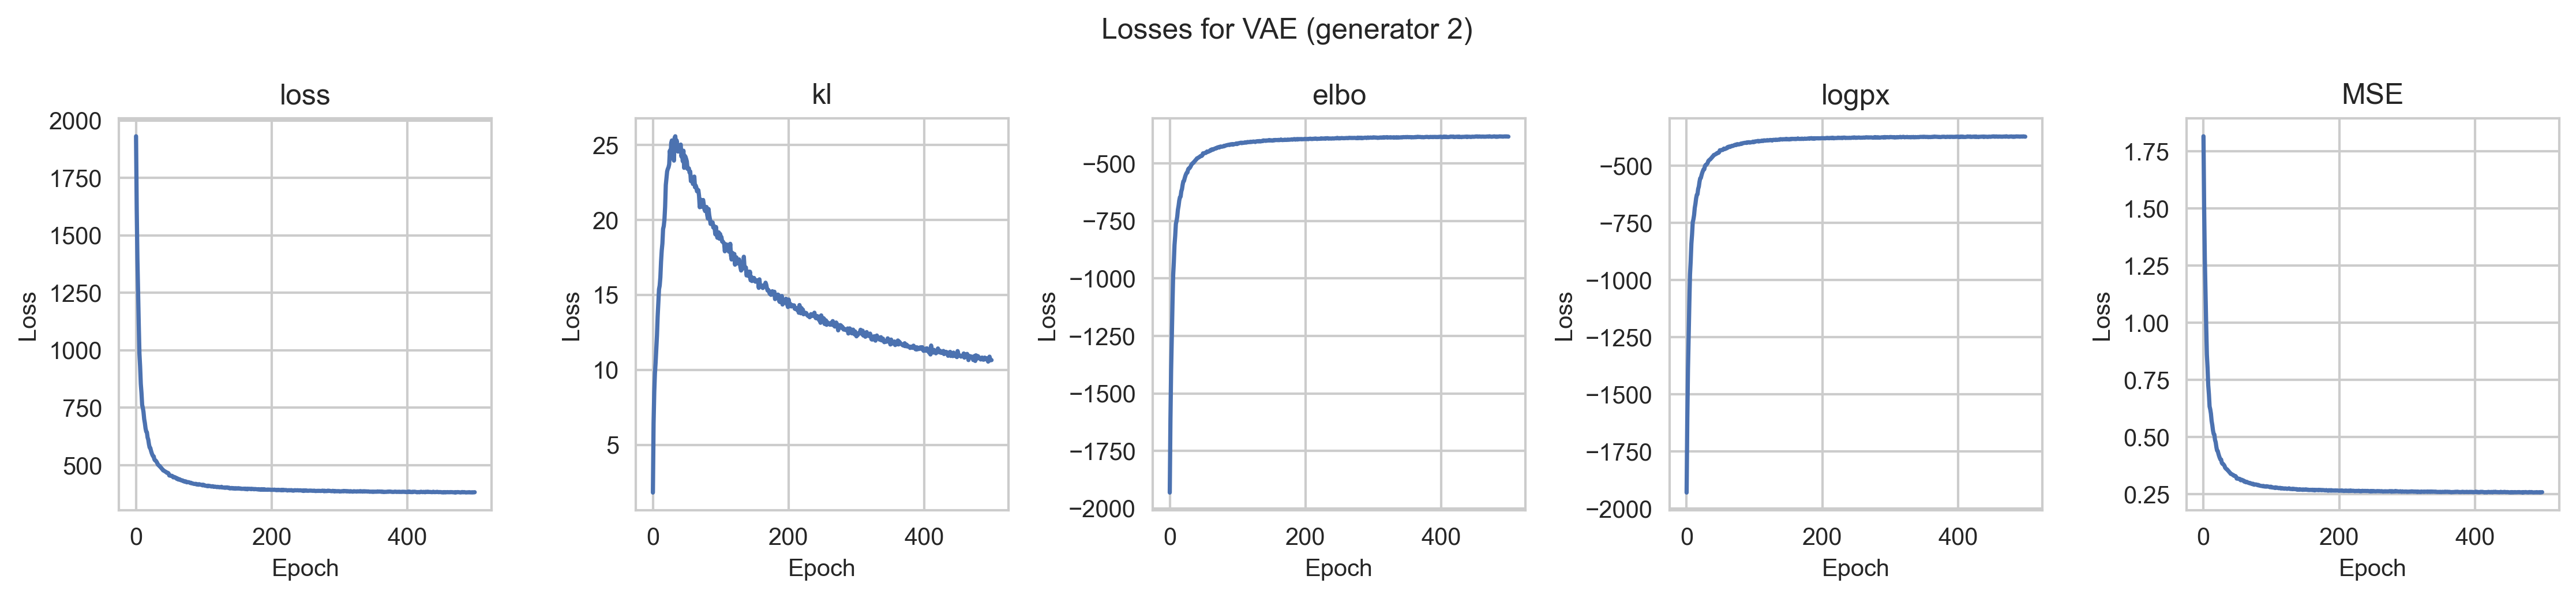 Losses for VAE (generator 2)
loss
Loss
2000
1750
1500
1250
1000
750
500
0 200 400
Epoch
kl
Loss
25
20
15
10
5
0 200 400
Epoch
elbo
Loss
−500
−750
−1000
−1250
−1500
−1750
−2000
0 200 400
Epoch
logpx
Loss
−500
−750
−1000
−1250
−1500
−1750
−2000
0 200 400
Epoch
MSE
Loss
1.75
1.50
1.25
1.00
0.75
0.50
0.25
0 200 400
Epoch